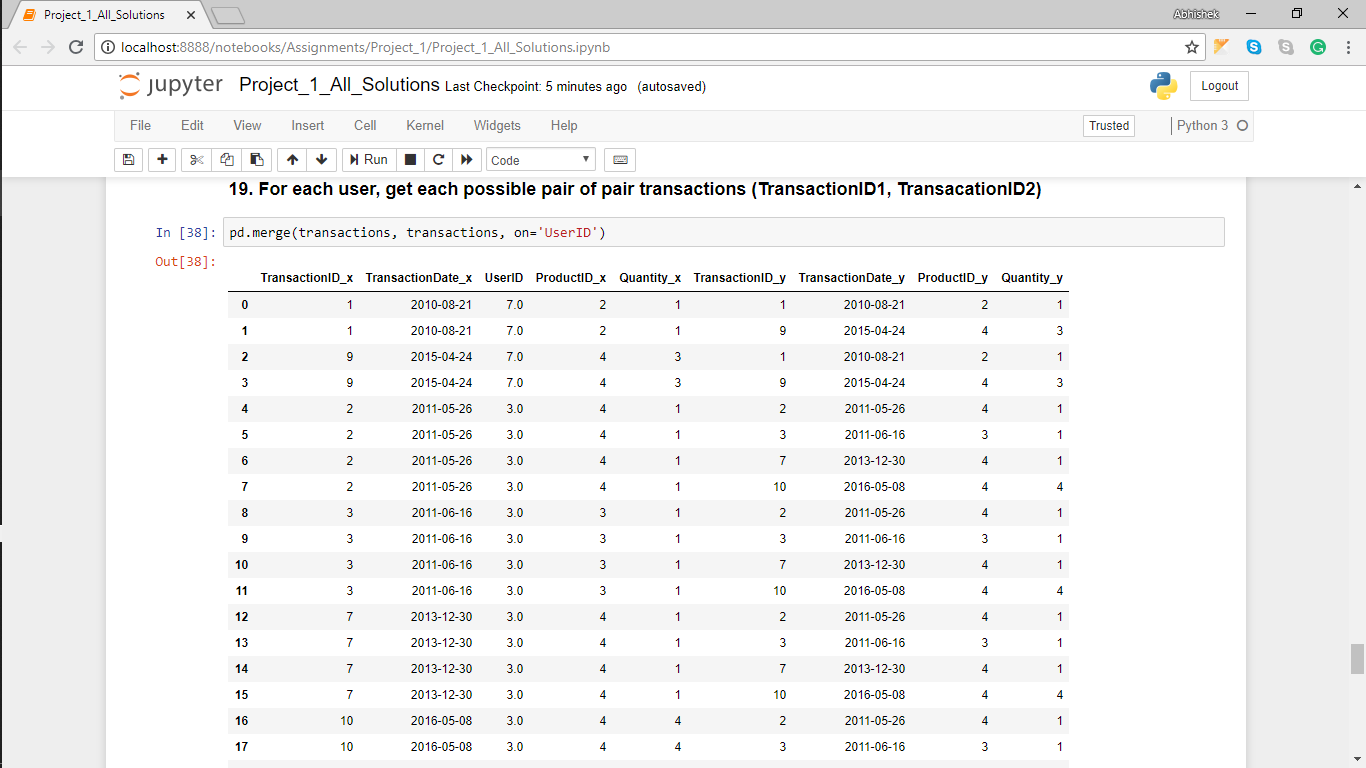 Project_1_All_Solutions
Abhishek
localhost:8888/notebooks/Assignments/Project_1/Project_1_All_Solutions.ipynb
jupyter Project_1_All_Solutions Last Checkpoint: 5 minutes ago (autosaved)
Logout
File Edit View Insert Cell Kernel Widgets Help
Trusted
Python 3
Run
Code
19. For each user, get each possible pair of pair transactions (TransactionID1, TransacationID2)
In [38]: pd.merge(transactions, transactions, on='UserID')
Out[38]:
TransactionID_x TransactionDate_x UserID ProductID_x Quantity_x TransactionID_y TransactionDate_y ProductID_y Quantity_y
0 1 2010-08-21 7.0 2 1 1 2010-08-21 2 1
1 1 2010-08-21 7.0 2 1 9 2015-04-24 4 3
2 9 2015-04-24 7.0 4 3 1 2010-08-21 2 1
3 9 2015-04-24 7.0 4 3 9 2015-04-24 4 3
4 2 2011-05-26 3.0 4 1 2 2011-05-26 4 1
5 2 2011-05-26 3.0 4 1 3 2011-06-16 3 1
6 2 2011-05-26 3.0 4 1 7 2013-12-30 4 1
7 2 2011-05-26 3.0 4 1 10 2016-05-08 4 4
8 3 2011-06-16 3.0 3 1 2 2011-05-26 4 1
9 3 2011-06-16 3.0 3 1 3 2011-06-16 3 1
10 3 2011-06-16 3.0 3 1 7 2013-12-30 4 1
11 3 2011-06-16 3.0 3 1 10 2016-05-08 4 4
12 7 2013-12-30 3.0 4 1 2 2011-05-26 4 1
13 7 2013-12-30 3.0 4 1 3 2011-06-16 3 1
14 7 2013-12-30 3.0 4 1 7 2013-12-30 4 1
15 7 2013-12-30 3.0 4 1 10 2016-05-08 4 4
16 10 2016-05-08 3.0 4 4 2 2011-05-26 4 1
17 10 2016-05-08 3.0 4 4 3 2011-06-16 3 1